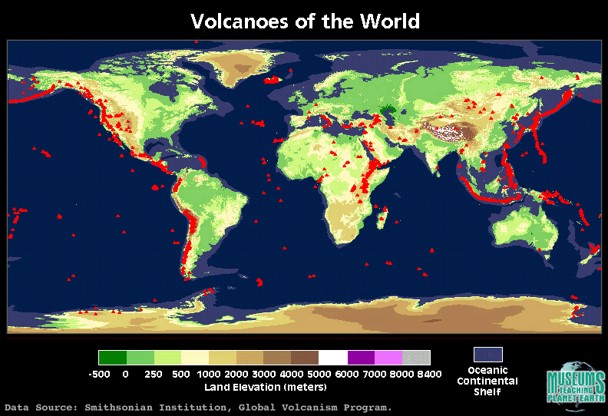 Volcanoes of the World
-500 0 250 500 1000 2000 3000 4000 5000 6000 7000 8000 8400
Land Elevation (meters)
Oceanic
Continental
Shelf
MUSEUMS
TEACHING
PLANET EARTH
Data Source: Smithsonian Institution, Global Volcanism Program.